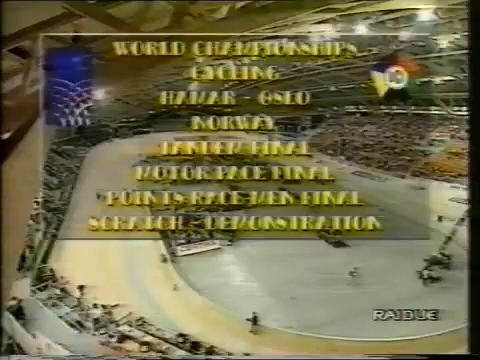 WORLD CHAMPIONSHIPS
CYCLING
HAMAR - OSLO
NORWAY
TANDEM FINAL
MOTOR PACE FINAL
POINTS RACE MEN FINAL
SCRATCH - DEMONSTRATION
RAIDUE